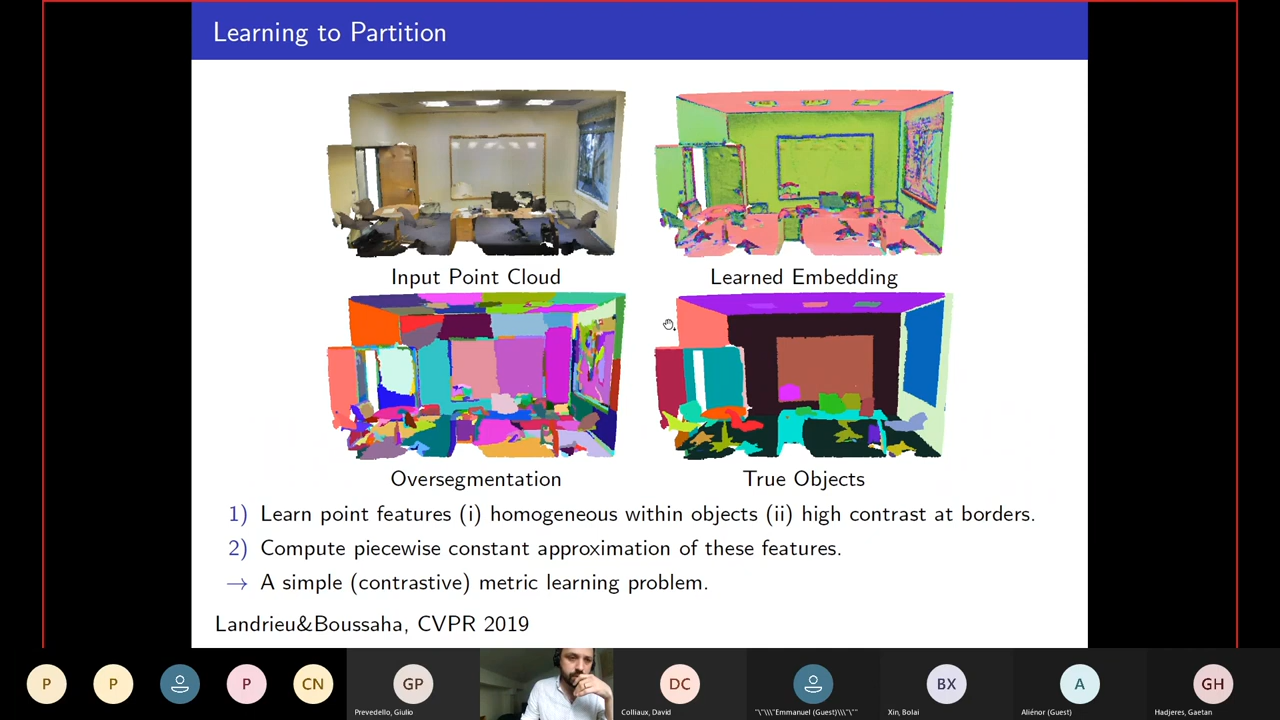 Learning to Partition
Input Point Cloud
Learned Embedding
Oversegmentation
True Objects
1) Learn point features (i) homogeneous within objects (ii) high contrast at borders.
2) Compute piecewise constant approximation of these features.
→ A simple (contrastive) metric learning problem.
Landrieu&Boussaha, CVPR 2019
P
P
P
CN
GP
DC
BX
A
GH
Prevedello, Giulio
Colliaux, David
"\"\\\"Emmanuel (Guest)\\\"\""
Xin, Bolai
Aliénor (Guest)
Hadjeres, Gaetan